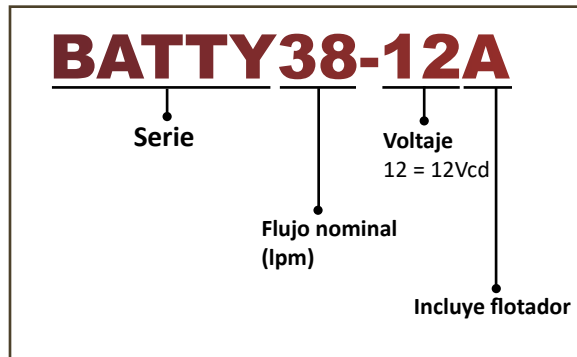 BATTY38-12A
Serie
Voltaje
12 = 12Vcd
Flujo nominal
(lpm)
Incluye flotador